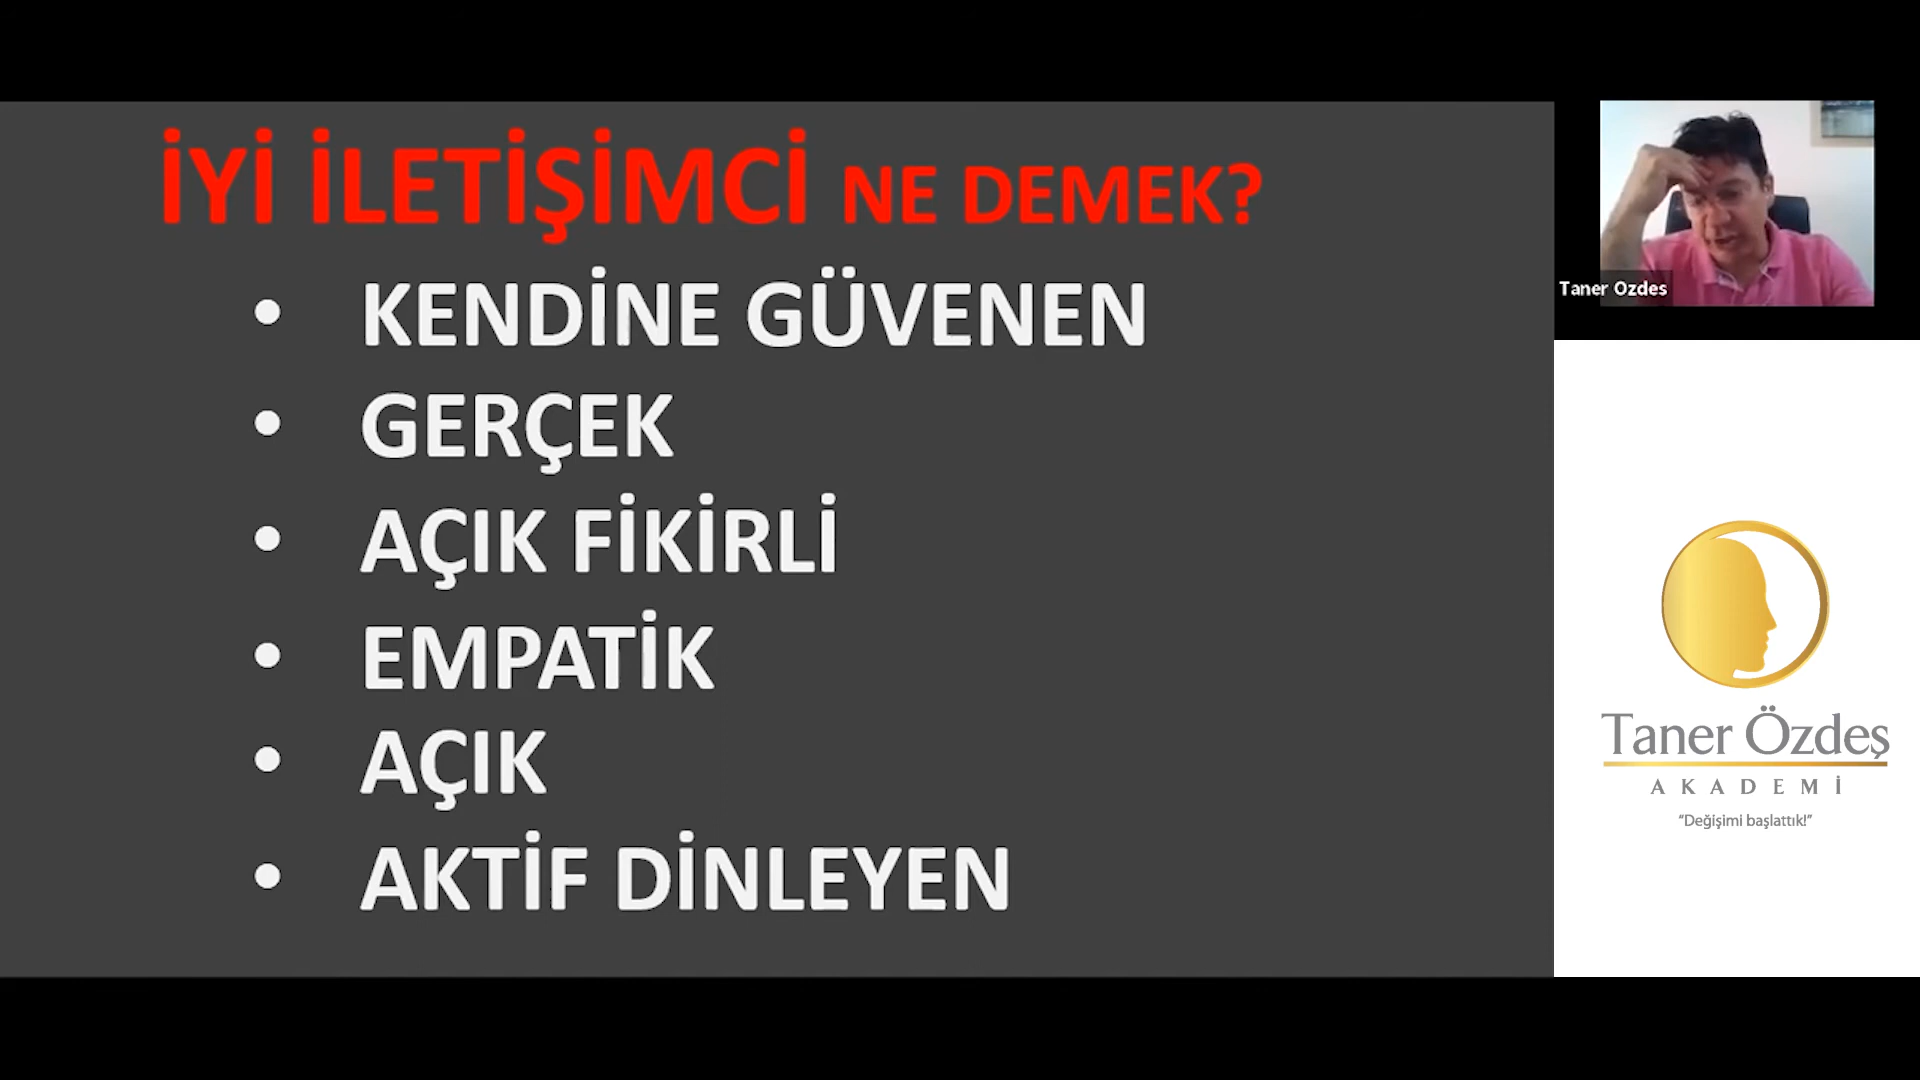 İYİ İLETİŞİMCİ NE DEMEK?
• KENDİNE GÜVENEN
• GERÇEK
• AÇIK FİKİRLİ
• EMPATİK
• AÇIK
• AKTİF DİNLEYEN
Taner Ozdes
Taner Özdeş
AKADEMİ
“Değişimi başlattık!”